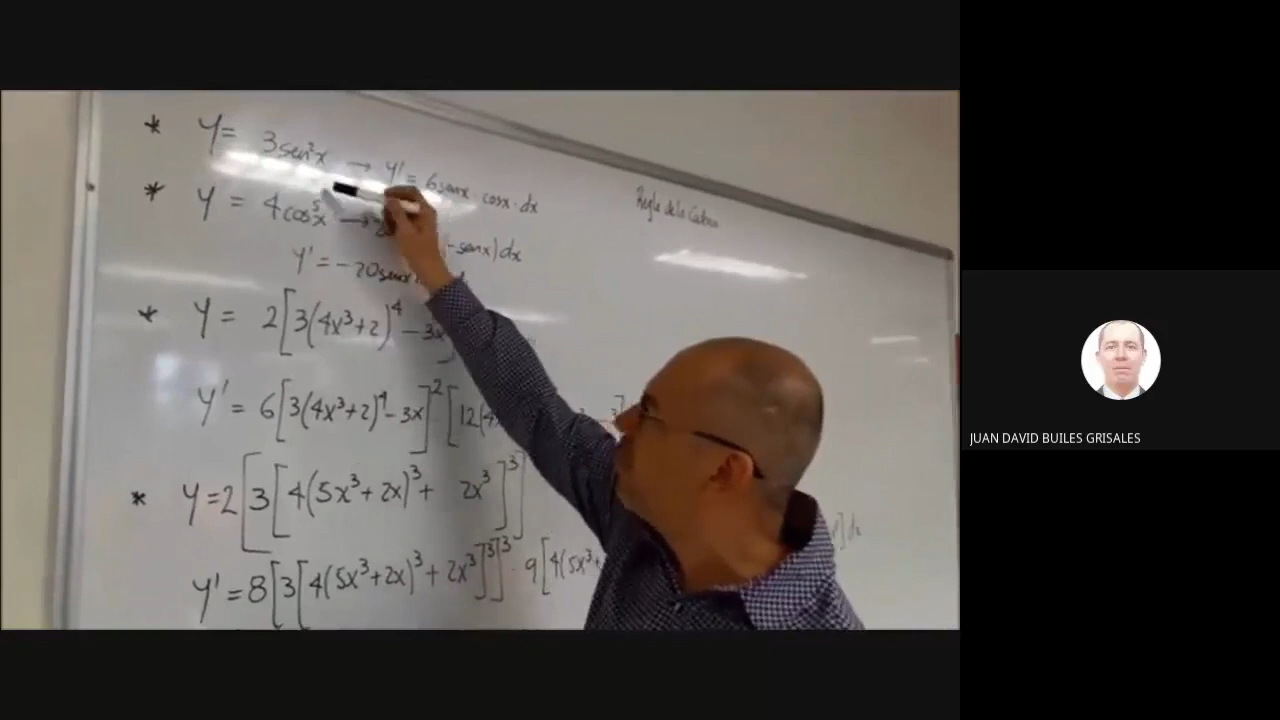 * y = 3sen²x → y' = 6senx · cosx · dx
Regla de la Cadena
* y = 4cos⁵x → 20
-senx)dx
y' = -20senx
* y = 2[3(4x³+2)⁴ - 3x]
y' = 6[3(4x³+2)⁴ - 3x]² [12(4x
* y = 2[3[4(5x³+2x)³ + 2x³]³]
]dx
y' = 8[3[4(5x³+2x)³ + 2x³]³]³ · 9[4(5x³+
JUAN DAVID BUILES GRISALES